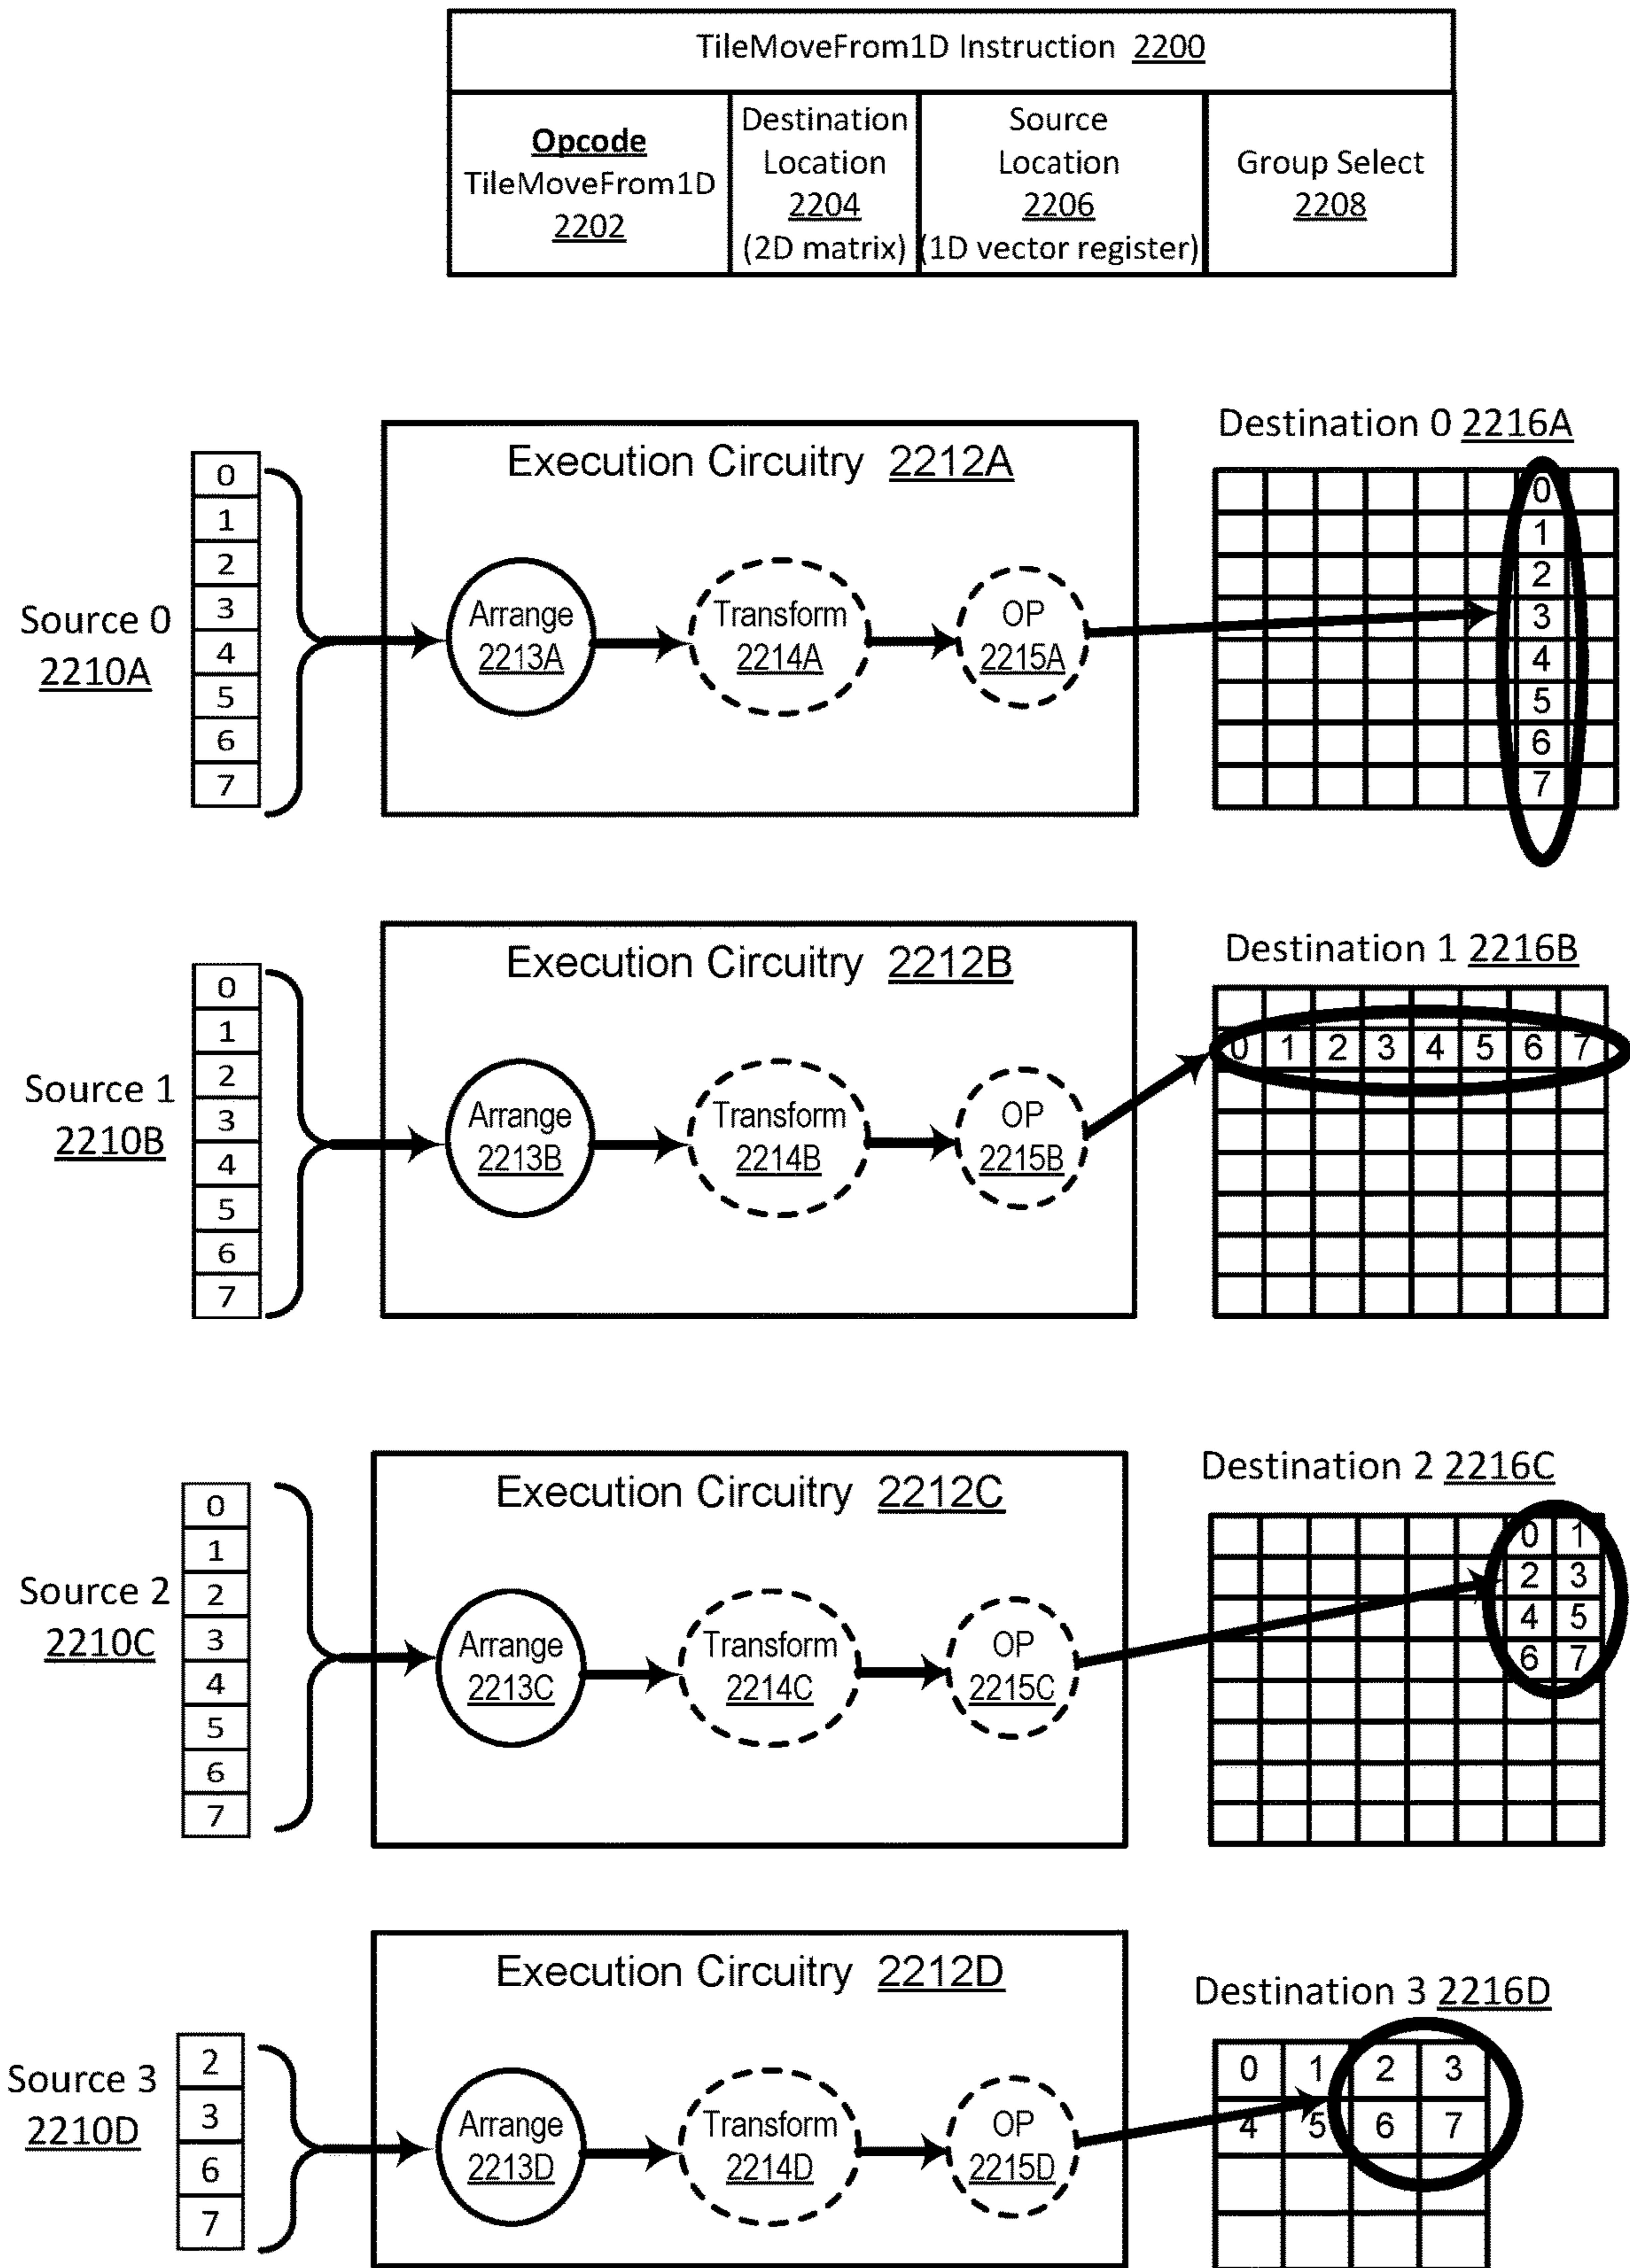 TileMoveFrom1D Instruction 2200
Opcode
TileMoveFrom1D
2202
Destination
Location
2204
(2D matrix)
Source
Location
2206
(1D vector register)
Group Select
2208
Source 0
2210A
0
1
2
3
4
5
6
7
Execution Circuitry 2212A
Arrange
2213A
Transform
2214A
OP
2215A
Destination 0 2216A
0
1
2
3
4
5
6
7
Source 1
2210B
0
1
2
3
4
5
6
7
Execution Circuitry 2212B
Arrange
2213B
Transform
2214B
OP
2215B
Destination 1 2216B
0 1 2 3 4 5 6 7
Source 2
2210C
0
1
2
3
4
5
6
7
Execution Circuitry 2212C
Arrange
2213C
Transform
2214C
OP
2215C
Destination 2 2216C
0 1
2 3
4 5
6 7
Source 3
2210D
2
3
6
7
Execution Circuitry 2212D
Arrange
2213D
Transform
2214D
OP
2215D
Destination 3 2216D
0 1 2 3
4 5 6 7